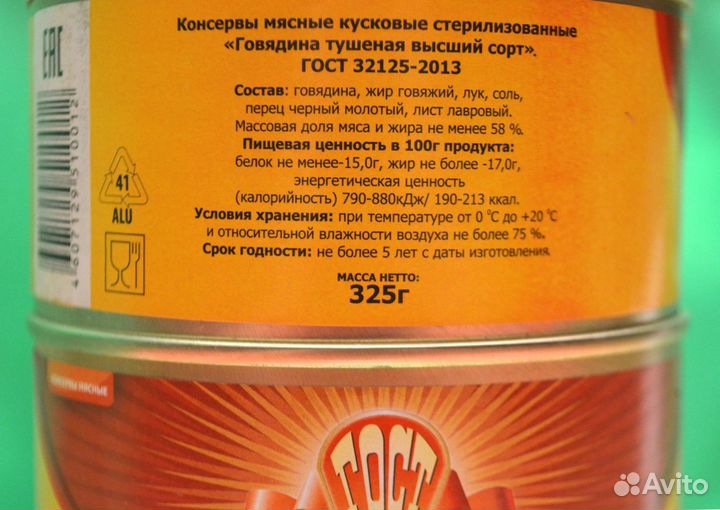 Консервы мясные кусковые стерилизованные
«Говядина тушеная высший сорт».
ГОСТ 32125-2013
Состав: говядина, жир говяжий, лук, соль,
перец черный молотый, лист лавровый.
Массовая доля мяса и жира не менее 58 %.
Пищевая ценность в 100г продукта:
белок не менее-15,0г, жир не более -17,0г,
энергетическая ценность
(калорийность) 790-880кДж/ 190-213 ккал.
Условия хранения: при температуре от 0 °С до +20 °С
и относительной влажности воздуха не более 75 %.
Срок годности: не более 5 лет с даты изготовления.
МАССА НЕТТО:
325г
EAC
41
ALU
4607129510012
КОНСЕРВЫ МЯСНЫЕ
ГОСТ
Avito